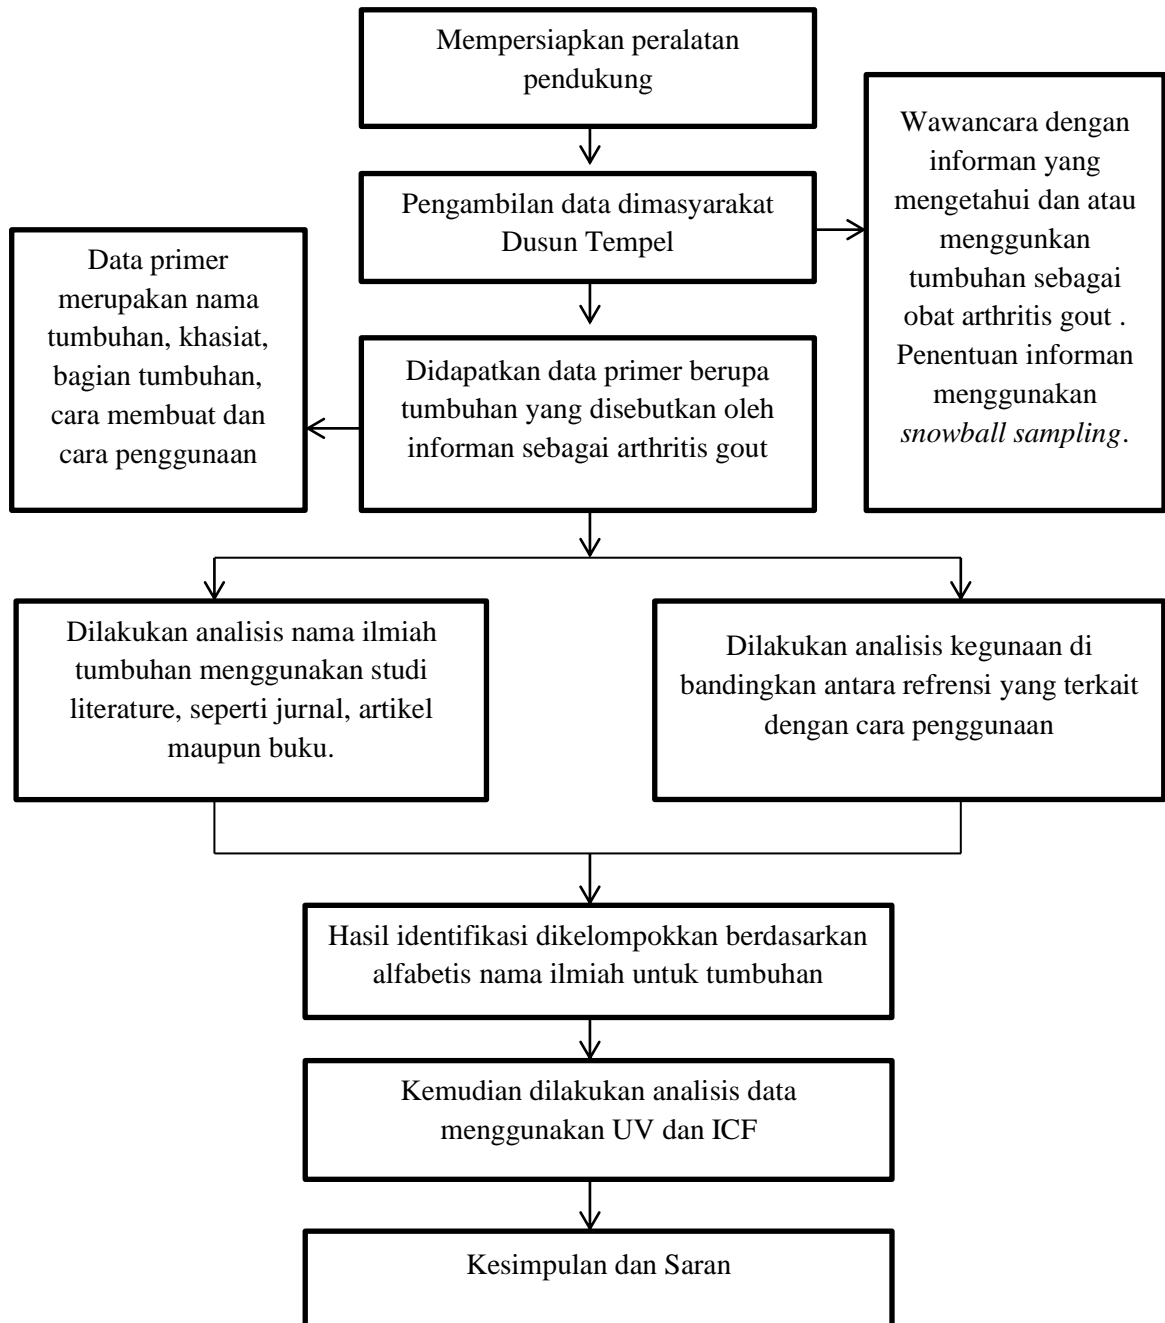 Mempersiapkan peralatan
pendukung
Pengambilan data dimasyarakat
Dusun Tempel
Wawancara dengan
informan yang
mengetahui dan atau
menggunkan
tumbuhan sebagai
obat arthritis gout .
Penentuan informan
menggunakan
snowball sampling.
Didapatkan data primer berupa
tumbuhan yang disebutkan oleh
informan sebagai arthritis gout
Data primer
merupakan nama
tumbuhan, khasiat,
bagian tumbuhan,
cara membuat dan
cara penggunaan
Dilakukan analisis nama ilmiah
tumbuhan menggunakan studi
literature, seperti jurnal, artikel
maupun buku.
Dilakukan analisis kegunaan di
bandingkan antara refrensi yang terkait
dengan cara penggunaan
Hasil identifikasi dikelompokkan berdasarkan
alfabetis nama ilmiah untuk tumbuhan
Kemudian dilakukan analisis data
menggunakan UV dan ICF
Kesimpulan dan Saran